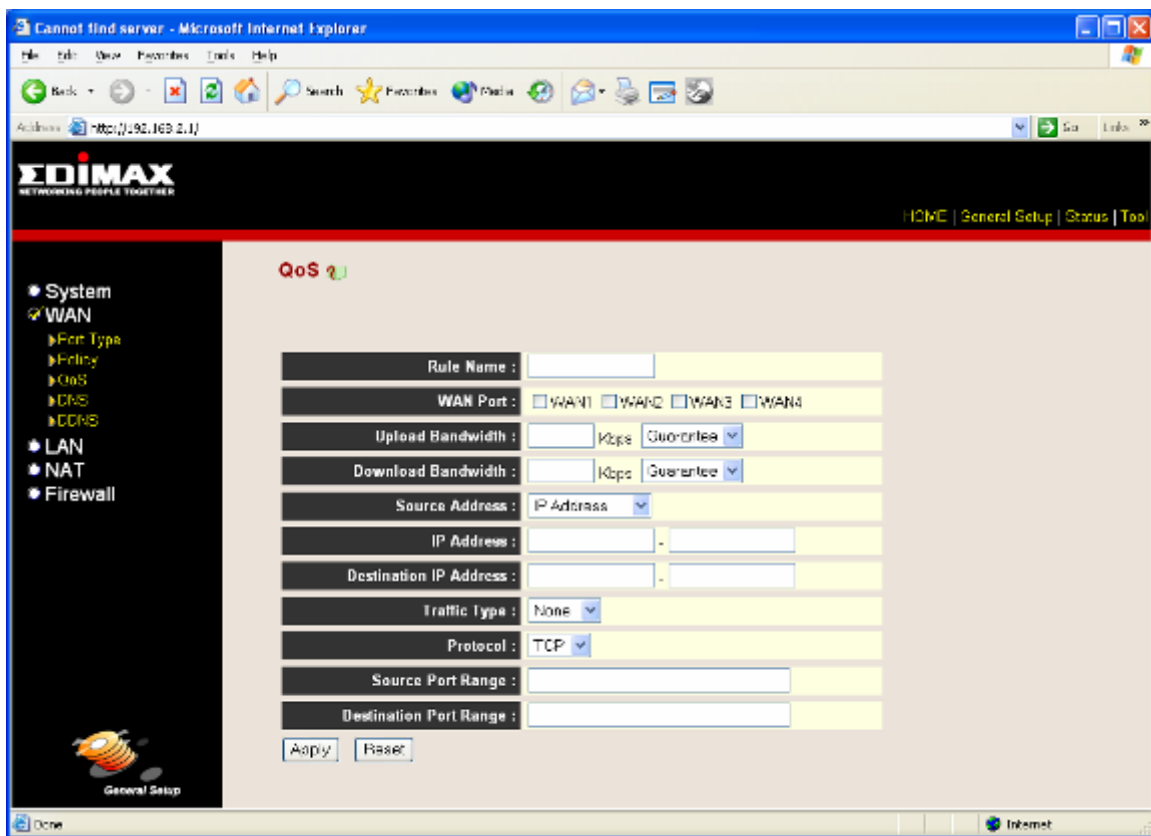 Cannot find server - Microsoft Internet Explorer
File Edit View Favorites Tools Help
Back Search Favorites Media
Address http://192.168.2.1/ Go Links »
EDIMAX
NETWORKING PEOPLE TOGETHER
HOME | General Setup | Status | Tool
QoS
System
WAN
Port Type
Policy
QoS
DNS
DDNS
LAN
NAT
Firewall
Rule Name :
WAN Port : WAN1 WAN2 WAN3 WAN4
Upload Bandwidth : Kbps Guarantee
Download Bandwidth : Kbps Guarantee
Source Address : IP Address
IP Address : -
Destination IP Address : -
Traffic Type : None
Protocol : TCP
Source Port Range :
Destination Port Range :
Apply Reset
General Setup
Done Internet